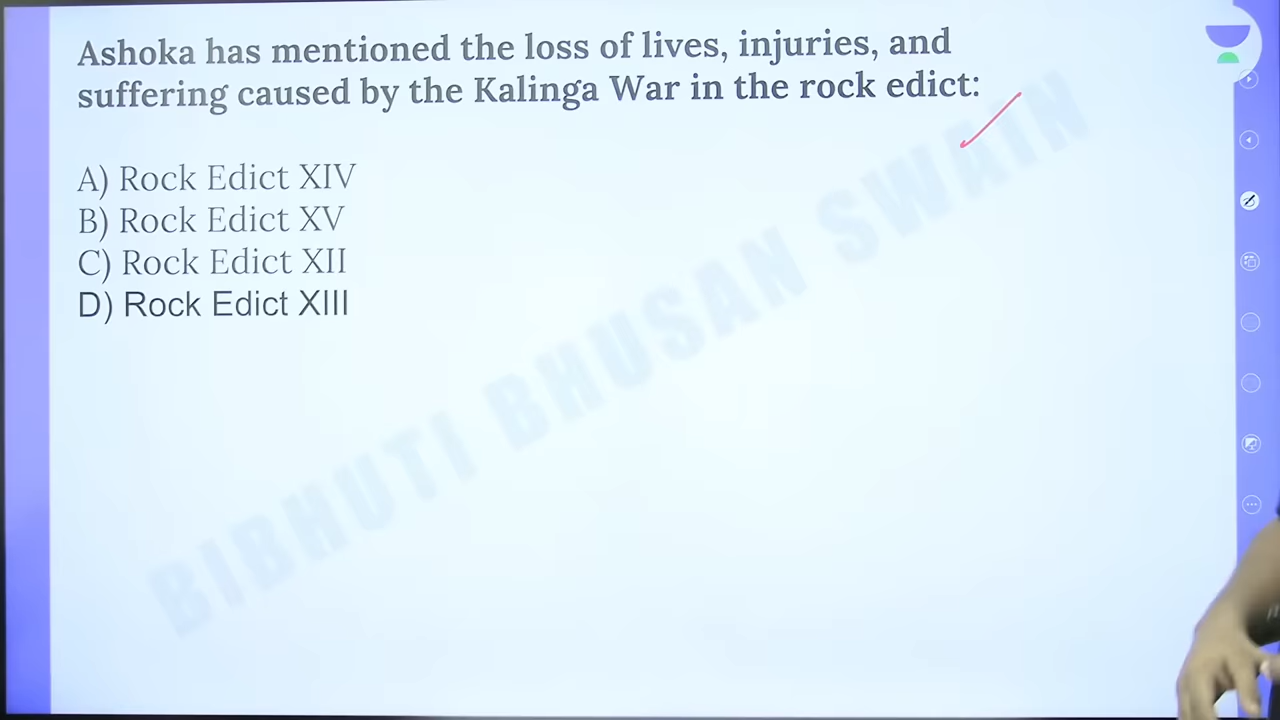 Ashoka has mentioned the loss of lives, injuries, and
suffering caused by the Kalinga War in the rock edict:
A) Rock Edict XIV
B) Rock Edict XV
C) Rock Edict XII
D) Rock Edict XIII
BIBHUTI BHUSAN SWAIN